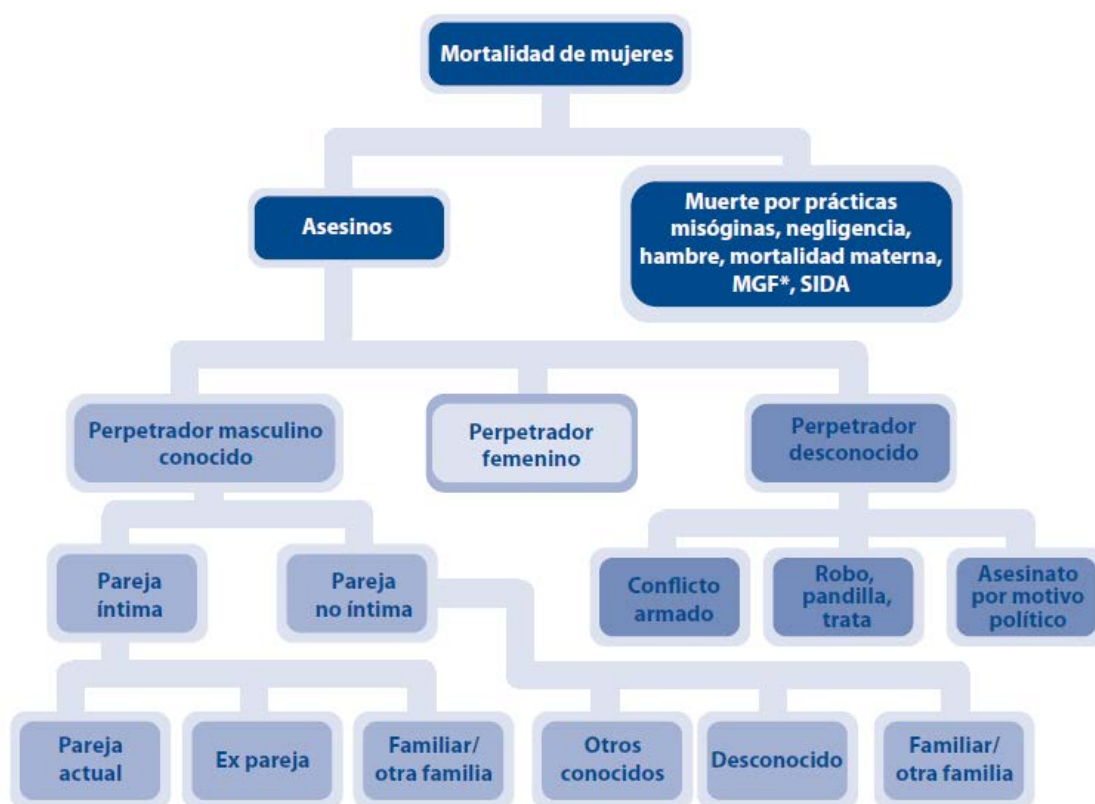 Mortalidad de mujeres
Asesinos
Muerte por prácticas
misóginas, negligencia,
hambre, mortalidad materna,
MGF*, SIDA
Perpetrador masculino
conocido
Perpetrador
femenino
Perpetrador
desconocido
Pareja
íntima
Pareja
no íntima
Conflicto
armado
Robo,
pandilla,
trata
Asesinato
por motivo
político
Pareja
actual
Ex pareja
Familiar/
otra familia
Otros
conocidos
Desconocido
Familiar/
otra familia